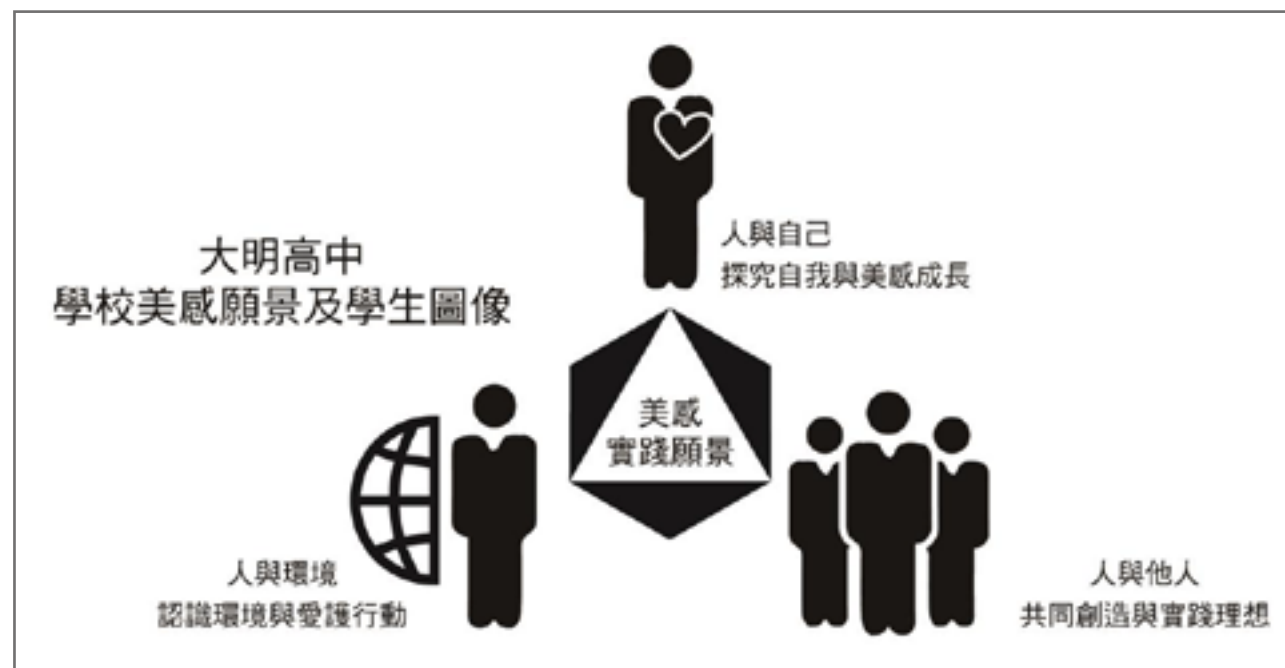 大明高中
學校美感願景及學生圖像
人與自己
探究自我與美感成長
美感
實踐願景
人與環境
認識環境與愛護行動
人與他人
共同創造與實踐理想